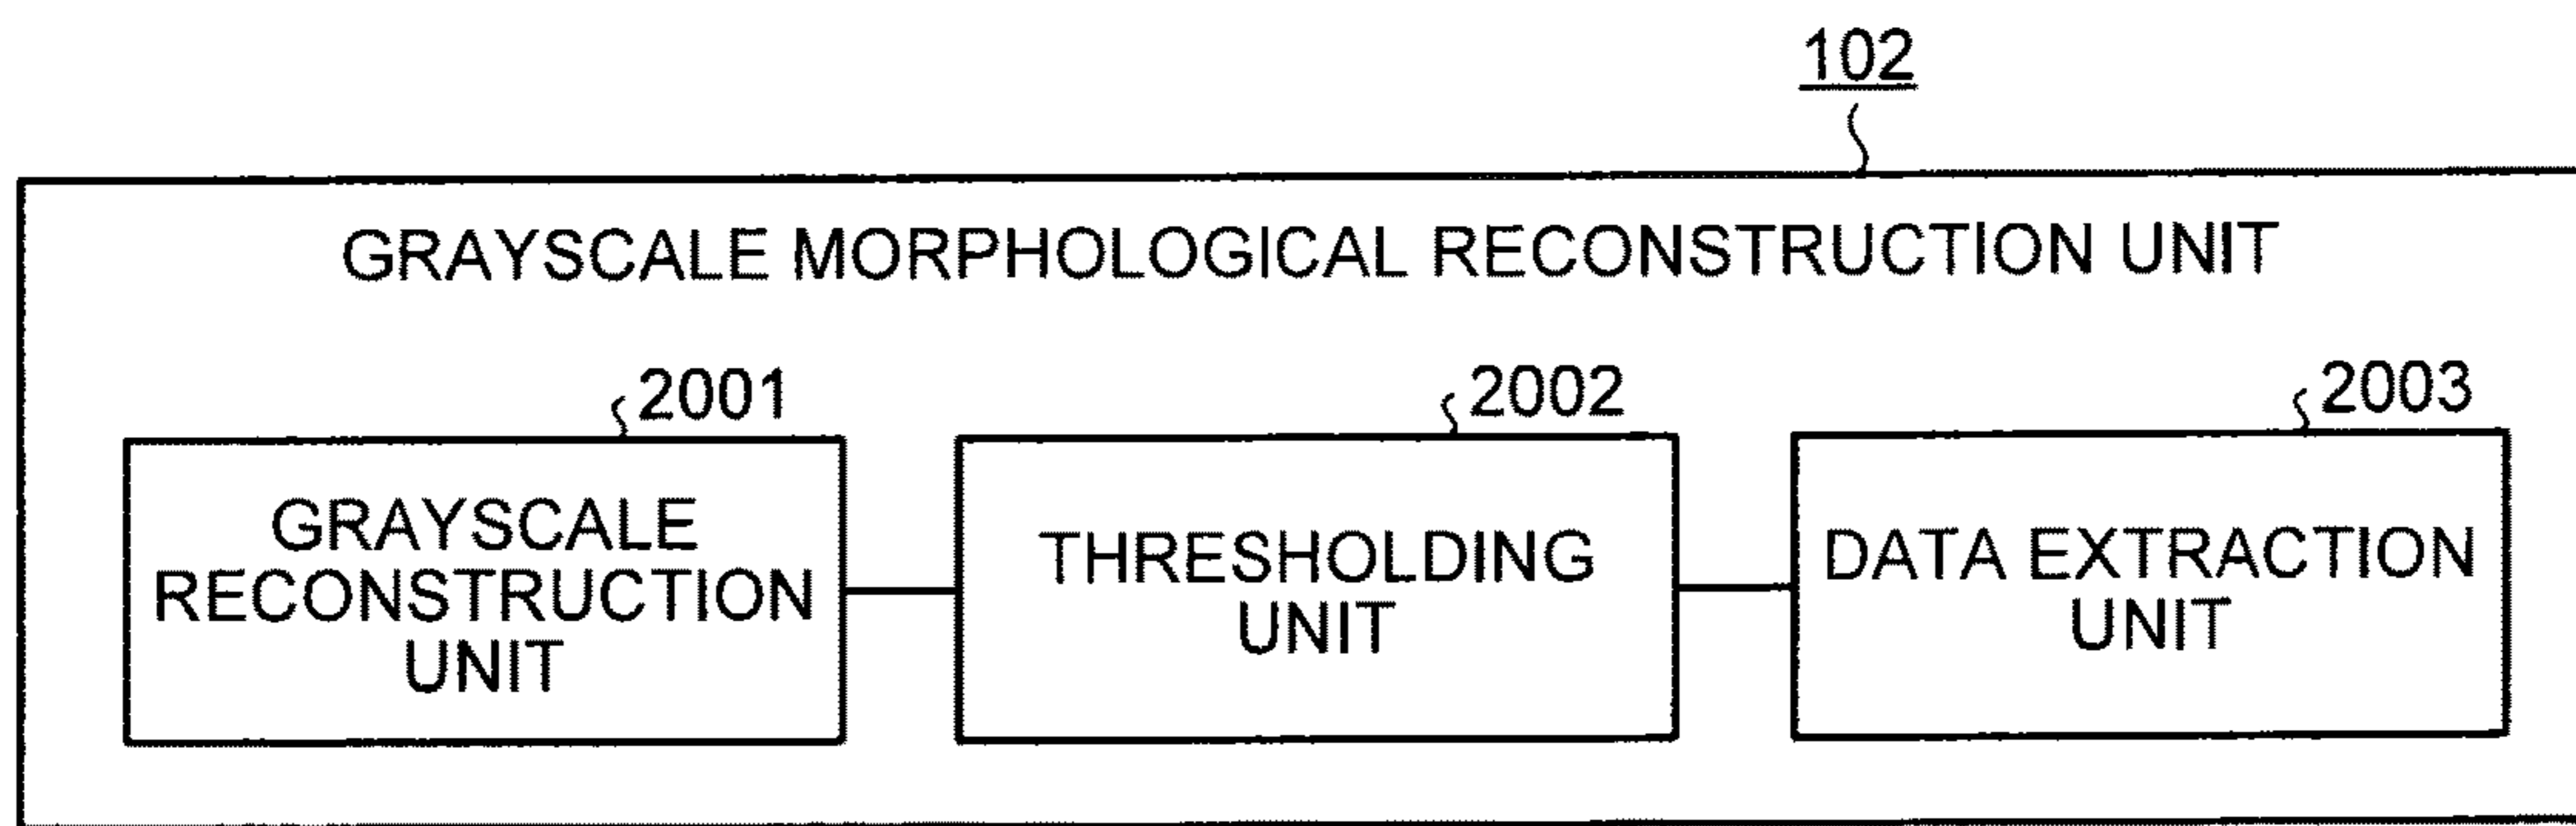 102
GRAYSCALE MORPHOLOGICAL RECONSTRUCTION UNIT
2001
GRAYSCALE
RECONSTRUCTION
UNIT
2002
THRESHOLDING
UNIT
2003
DATA EXTRACTION
UNIT